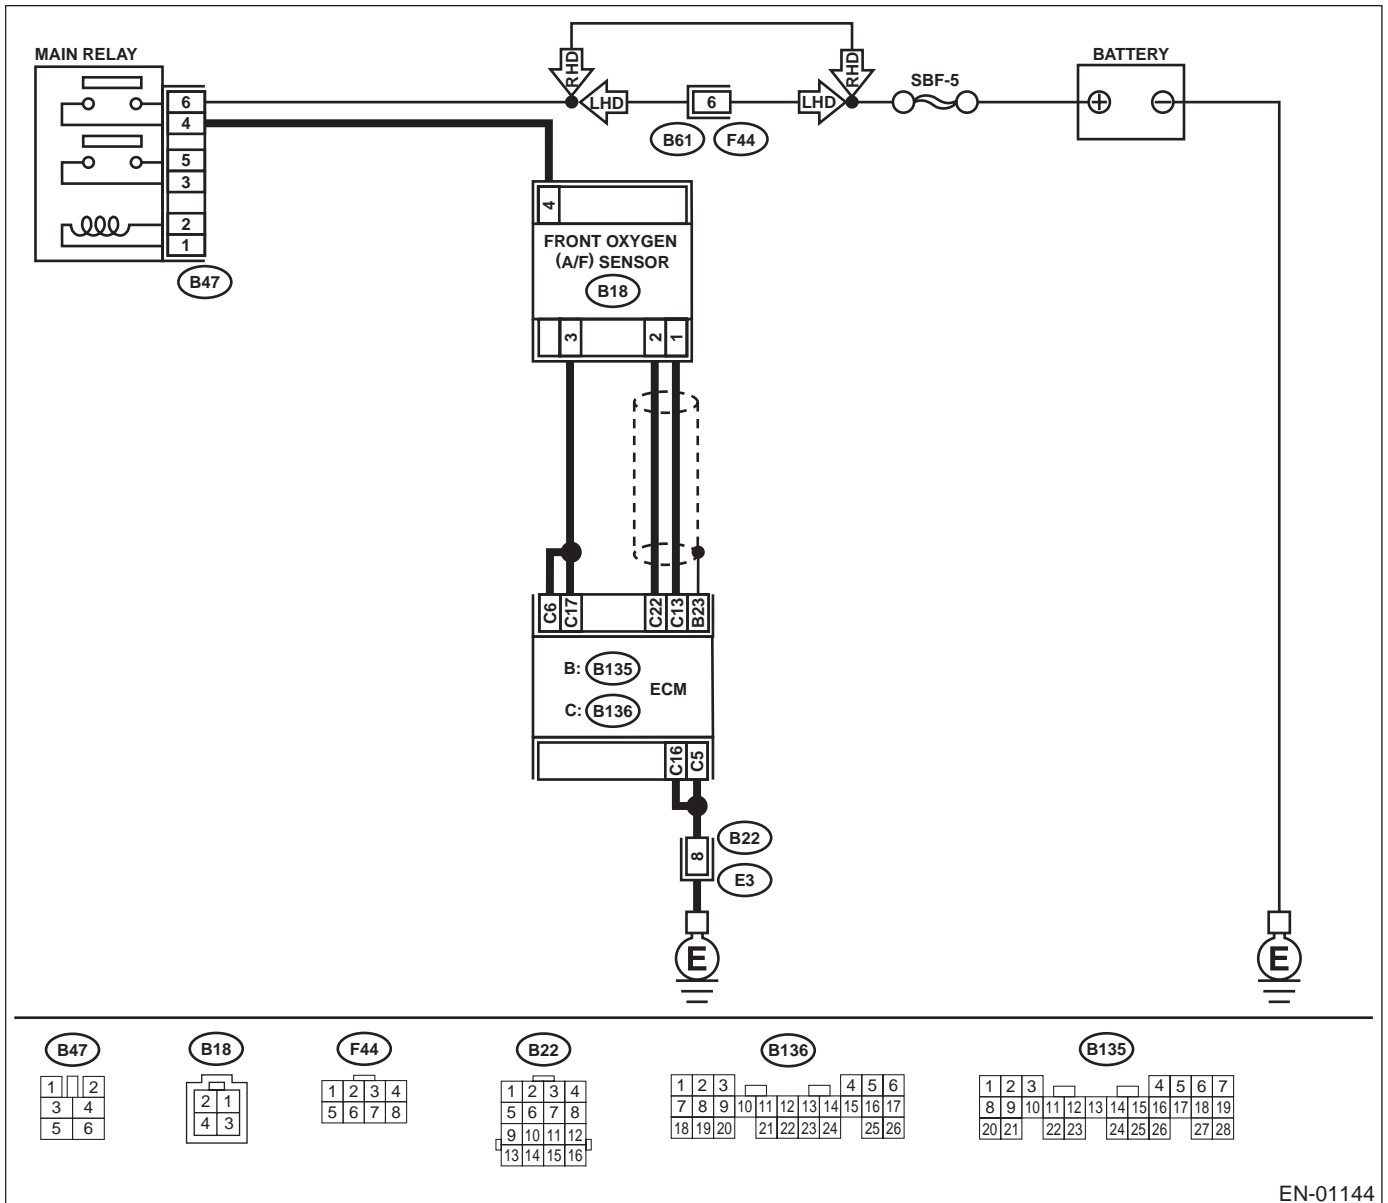 MAIN RELAY
6
4
5
3
2
1
B47
RHD
LHD
6
B61
F44
LHD
RHD
SBF-5
BATTERY
+
−
4
FRONT OXYGEN
(A/F) SENSOR
B18
3
2
1
C6
C17
C22
C13
B23
B: B135
ECM
C: B136
C16
C5
8
B22
E3
E
E
B47
1 2
3 4
5 6
B18
2 1
4 3
F44
1 2 3 4
5 6 7 8
B22
1 2 3 4
5 6 7 8
9 10 11 12
13 14 15 16
B136
1 2 3 4 5 6
7 8 9 10 11 12 13 14 15 16 17
18 19 20 21 22 23 24 25 26
B135
1 2 3 4 5 6 7
8 9 10 11 12 13 14 15 16 17 18 19
20 21 22 23 24 25 26 27 28
EN-01144